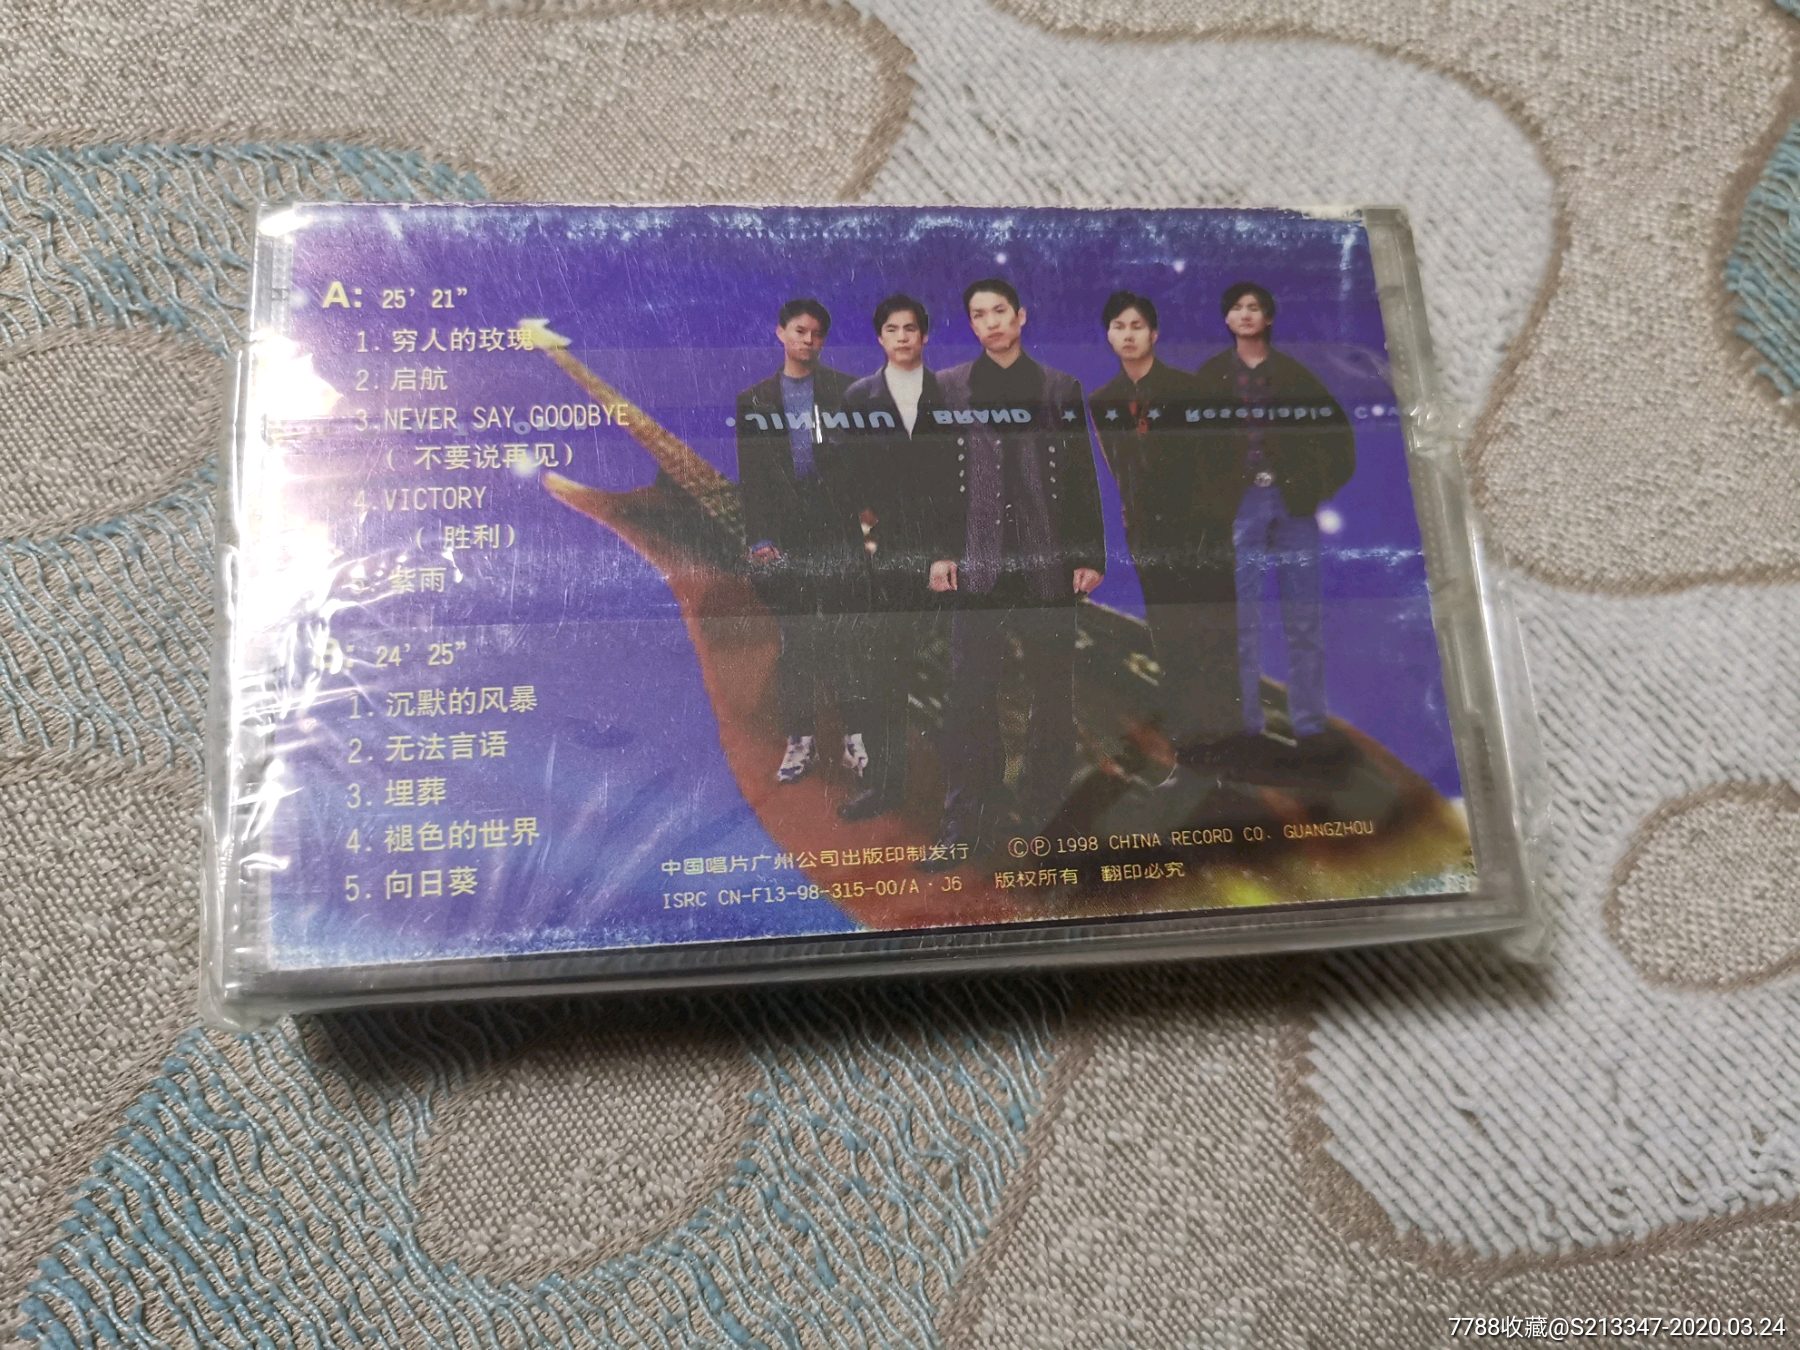 A: 25' 21"
1. 穷人的玫瑰
2. 启航
3. NEVER SAY GOODBYE
( 不要说再见)
4. VICTORY
( 胜利)
5. 紫雨
B: 24' 25"
1. 沉默的风暴
2. 无法言语
3. 埋葬
4. 褪色的世界
5. 向日葵
• JIN NIU BRAND ★ ★ ★ Resealable
中国唱片广州公司出版印制发行 ©Ⓟ 1998 CHINA RECORD CO. GUANGZHOU
ISRC CN-F13-98-315-00/A·J6 版权所有 翻印必究
7788收藏@S213347-2020.03.24